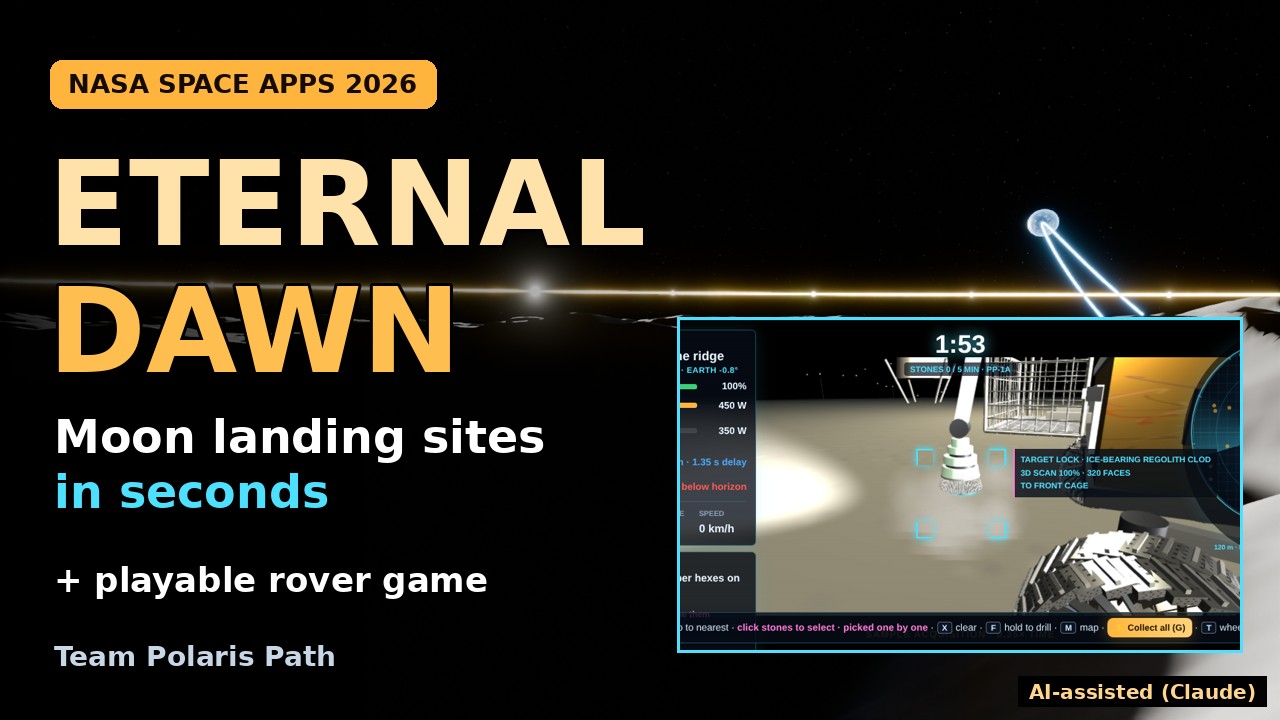 NASA SPACE APPS 2026
ETERNAL
DAWN
Moon landing sites
in seconds
+ playable rover game
Team Polaris Path
ridge
EARTH -0.8°
100%
450 W
350 W
· 1.35 s delay
below horizon
SPEED
0 km/h
hexes on
1:53
STONES 0 / 5 MIN · PP-1A
TARGET LOCK · ICE-BEARING REGOLITH CLOD
3D SCAN 100% · 320 FACES
TO FRONT CAGE
120 m ·
to nearest · click stones to select · picked one by one · X clear · F hold to drill · M map · Collect all (G) · T
AI-assisted (Claude)